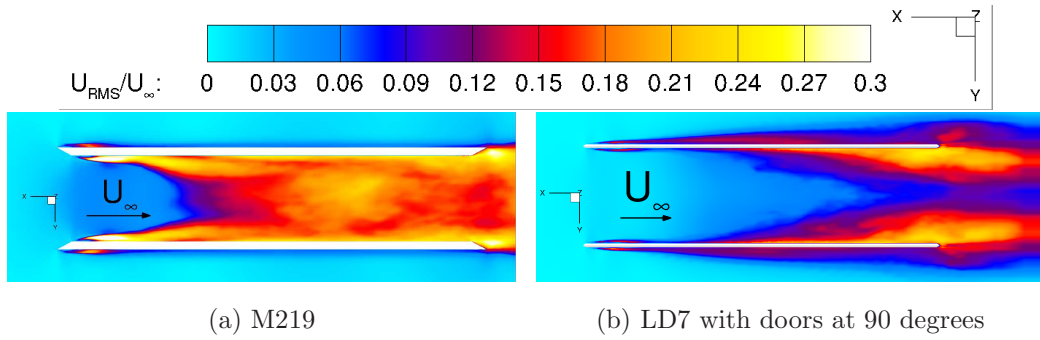 X Z
Y
U_RMS/U_∞: 0 0.03 0.06 0.09 0.12 0.15 0.18 0.21 0.24 0.27 0.3
X Z
Y
U_∞
X Z
Y
U_∞
(a) M219
(b) LD7 with doors at 90 degrees